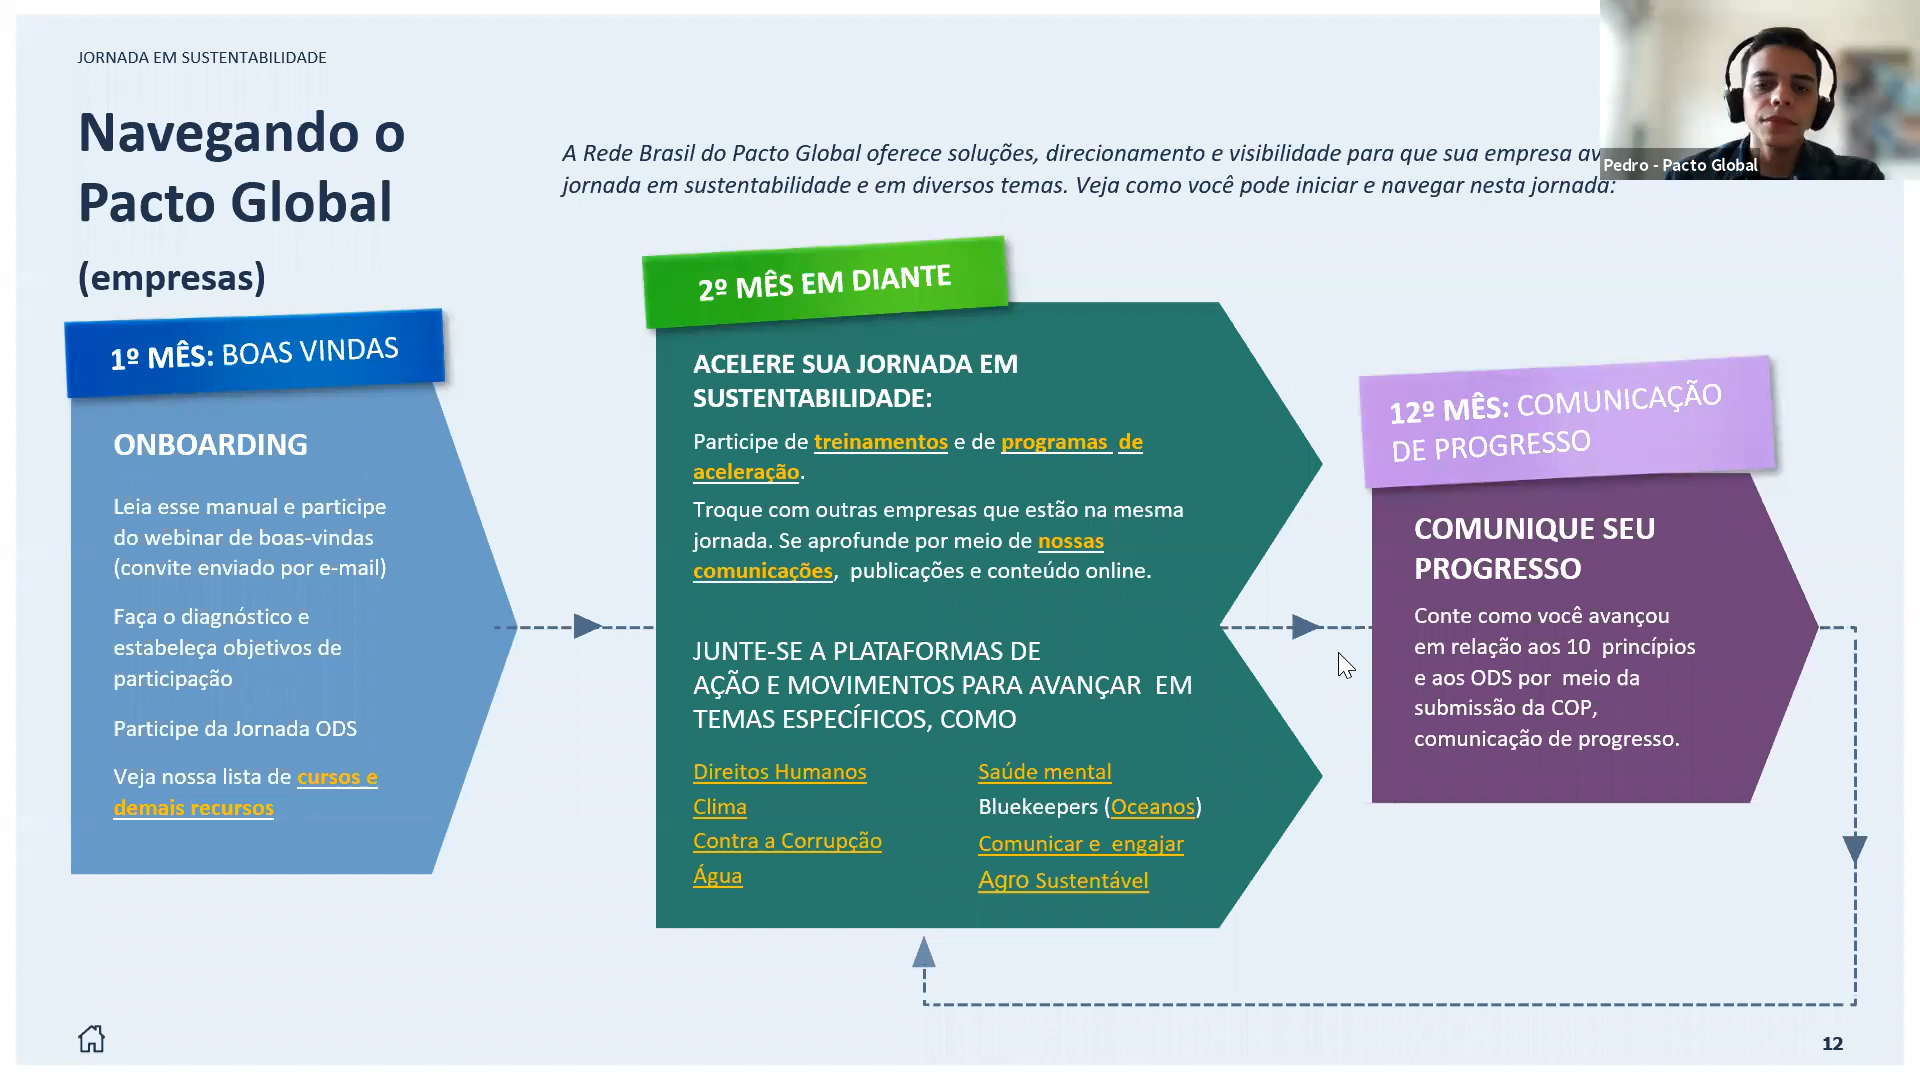 JORNADA EM SUSTENTABILIDADE
Navegando o
Pacto Global
(empresas)
A Rede Brasil do Pacto Global oferece soluções, direcionamento e visibilidade para que sua empresa
jornada em sustentabilidade e em diversos temas. Veja como você pode iniciar e navegar nesta jornada:
Pedro - Pacto Global
1º MÊS: BOAS VINDAS
ONBOARDING
Leia esse manual e participe
do webinar de boas-vindas
(convite enviado por e-mail)
Faça o diagnóstico e
estabeleça objetivos de
participação
Participe da Jornada ODS
Veja nossa lista de cursos e
demais recursos
2º MÊS EM DIANTE
ACELERE SUA JORNADA EM
SUSTENTABILIDADE:
Participe de treinamentos e de programas de
aceleração.
Troque com outras empresas que estão na mesma
jornada. Se aprofunde por meio de nossas
comunicações, publicações e conteúdo online.
JUNTE-SE A PLATAFORMAS DE
AÇÃO E MOVIMENTOS PARA AVANÇAR EM
TEMAS ESPECÍFICOS, COMO
Direitos Humanos
Clima
Contra a Corrupção
Água
Saúde mental
Bluekeepers (Oceanos)
Comunicar e engajar
Agro Sustentável
12º MÊS: COMUNICAÇÃO
DE PROGRESSO
COMUNIQUE SEU
PROGRESSO
Conte como você avançou
em relação aos 10 princípios
e aos ODS por meio da
submissão da COP,
comunicação de progresso.
12